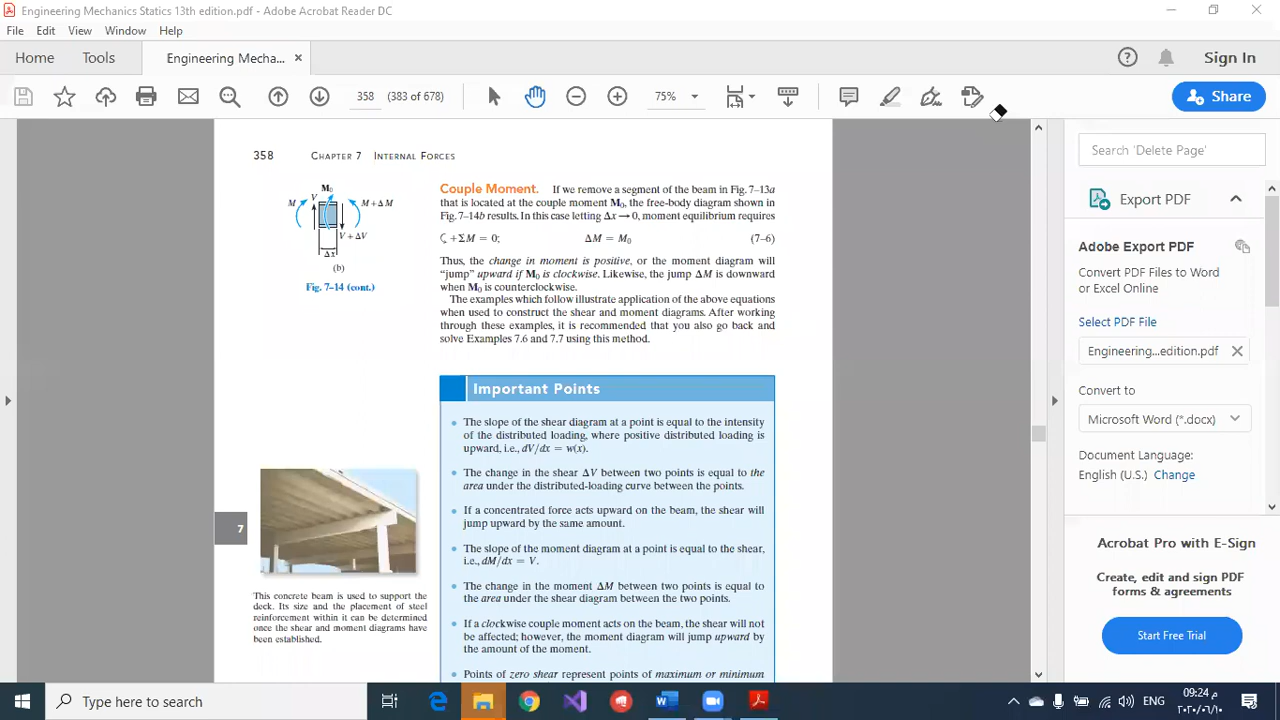 Engineering Mechanics Statics 13th edition.pdf - Adobe Acrobat Reader DC
File Edit View Window Help
Home Tools Engineering Mecha... ×
358 (383 of 678) 75% Share
? Sign In
358 CHAPTER 7 INTERNAL FORCES
M₀
M V M + Δ M
V + ΔV
Δx
(b)
Fig. 7–14 (cont.)
Couple Moment. If we remove a segment of the beam in Fig. 7–13a
that is located at the couple moment M₀, the free-body diagram shown in
Fig. 7–14b results. In this case letting Δx → 0, moment equilibrium requires
ζ +ΣM = 0; ΔM = M₀ (7–6)
Thus, the change in moment is positive, or the moment diagram will
“jump” upward if M₀ is clockwise. Likewise, the jump ΔM is downward
when M₀ is counterclockwise.
The examples which follow illustrate application of the above equations
when used to construct the shear and moment diagrams. After working
through these examples, it is recommended that you also go back and
solve Examples 7.6 and 7.7 using this method.
Important Points
• The slope of the shear diagram at a point is equal to the intensity
of the distributed loading, where positive distributed loading is
upward, i.e., dV/dx = w(x).
• The change in the shear ΔV between two points is equal to the
area under the distributed-loading curve between the points.
• If a concentrated force acts upward on the beam, the shear will
jump upward by the same amount.
• The slope of the moment diagram at a point is equal to the shear,
i.e., dM/dx = V.
• The change in the moment ΔM between two points is equal to
the area under the shear diagram between the two points.
• If a clockwise couple moment acts on the beam, the shear will not
be affected; however, the moment diagram will jump upward by
the amount of the moment.
• Points of zero shear represent points of maximum or minimum
7
This concrete beam is used to support the
deck. Its size and the placement of steel
reinforcement within it can be determined
once the shear and moment diagrams have
been established.
Search 'Delete Page'
Export PDF
Adobe Export PDF
Convert PDF Files to Word
or Excel Online
Select PDF File
Engineering...edition.pdf ×
Convert to
Microsoft Word (*.docx)
Document Language:
English (U.S.) Change
Acrobat Pro with E-Sign
Create, edit and sign PDF
forms & agreements
Start Free Trial
Type here to search
ENG
09:24 م